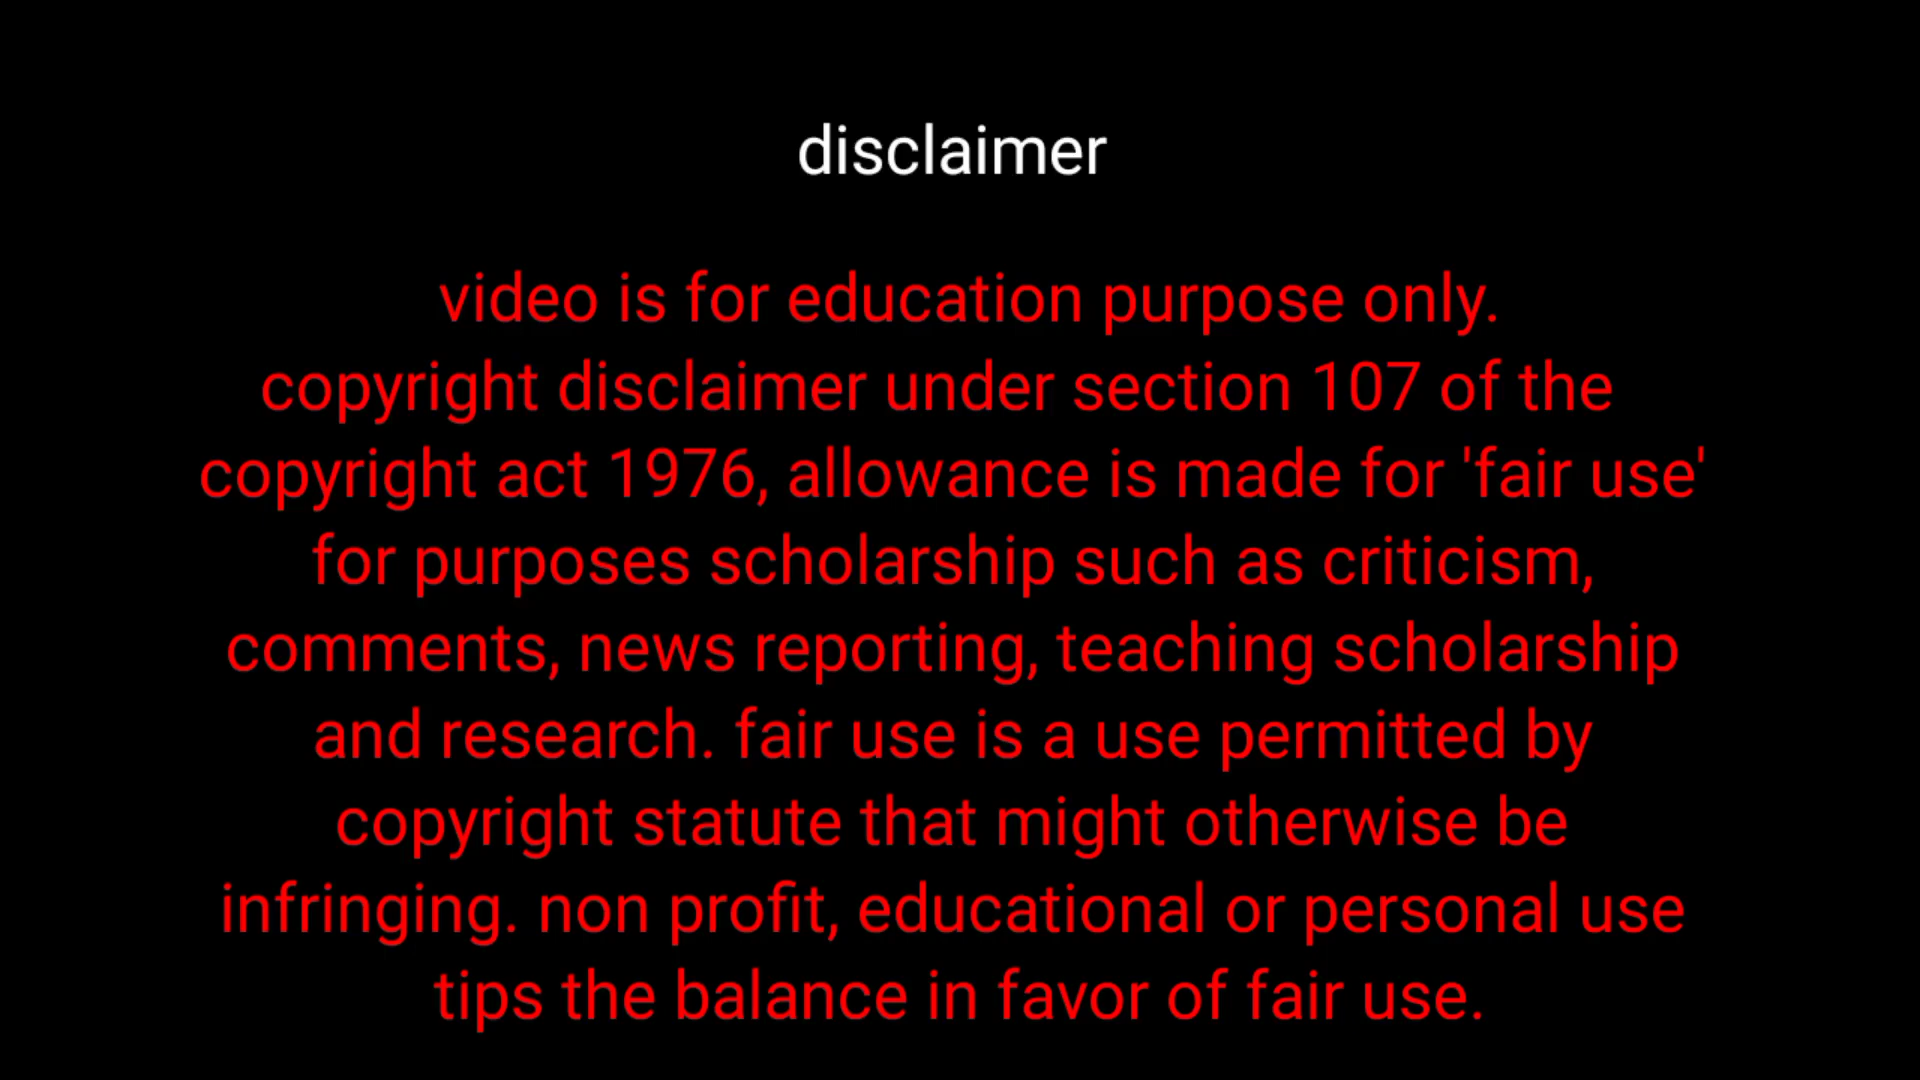 disclaimer
video is for education purpose only.
copyright disclaimer under section 107 of the
copyright act 1976, allowance is made for 'fair use'
for purposes scholarship such as criticism,
comments, news reporting, teaching scholarship
and research. fair use is a use permitted by
copyright statute that might otherwise be
infringing. non profit, educational or personal use
tips the balance in favor of fair use.